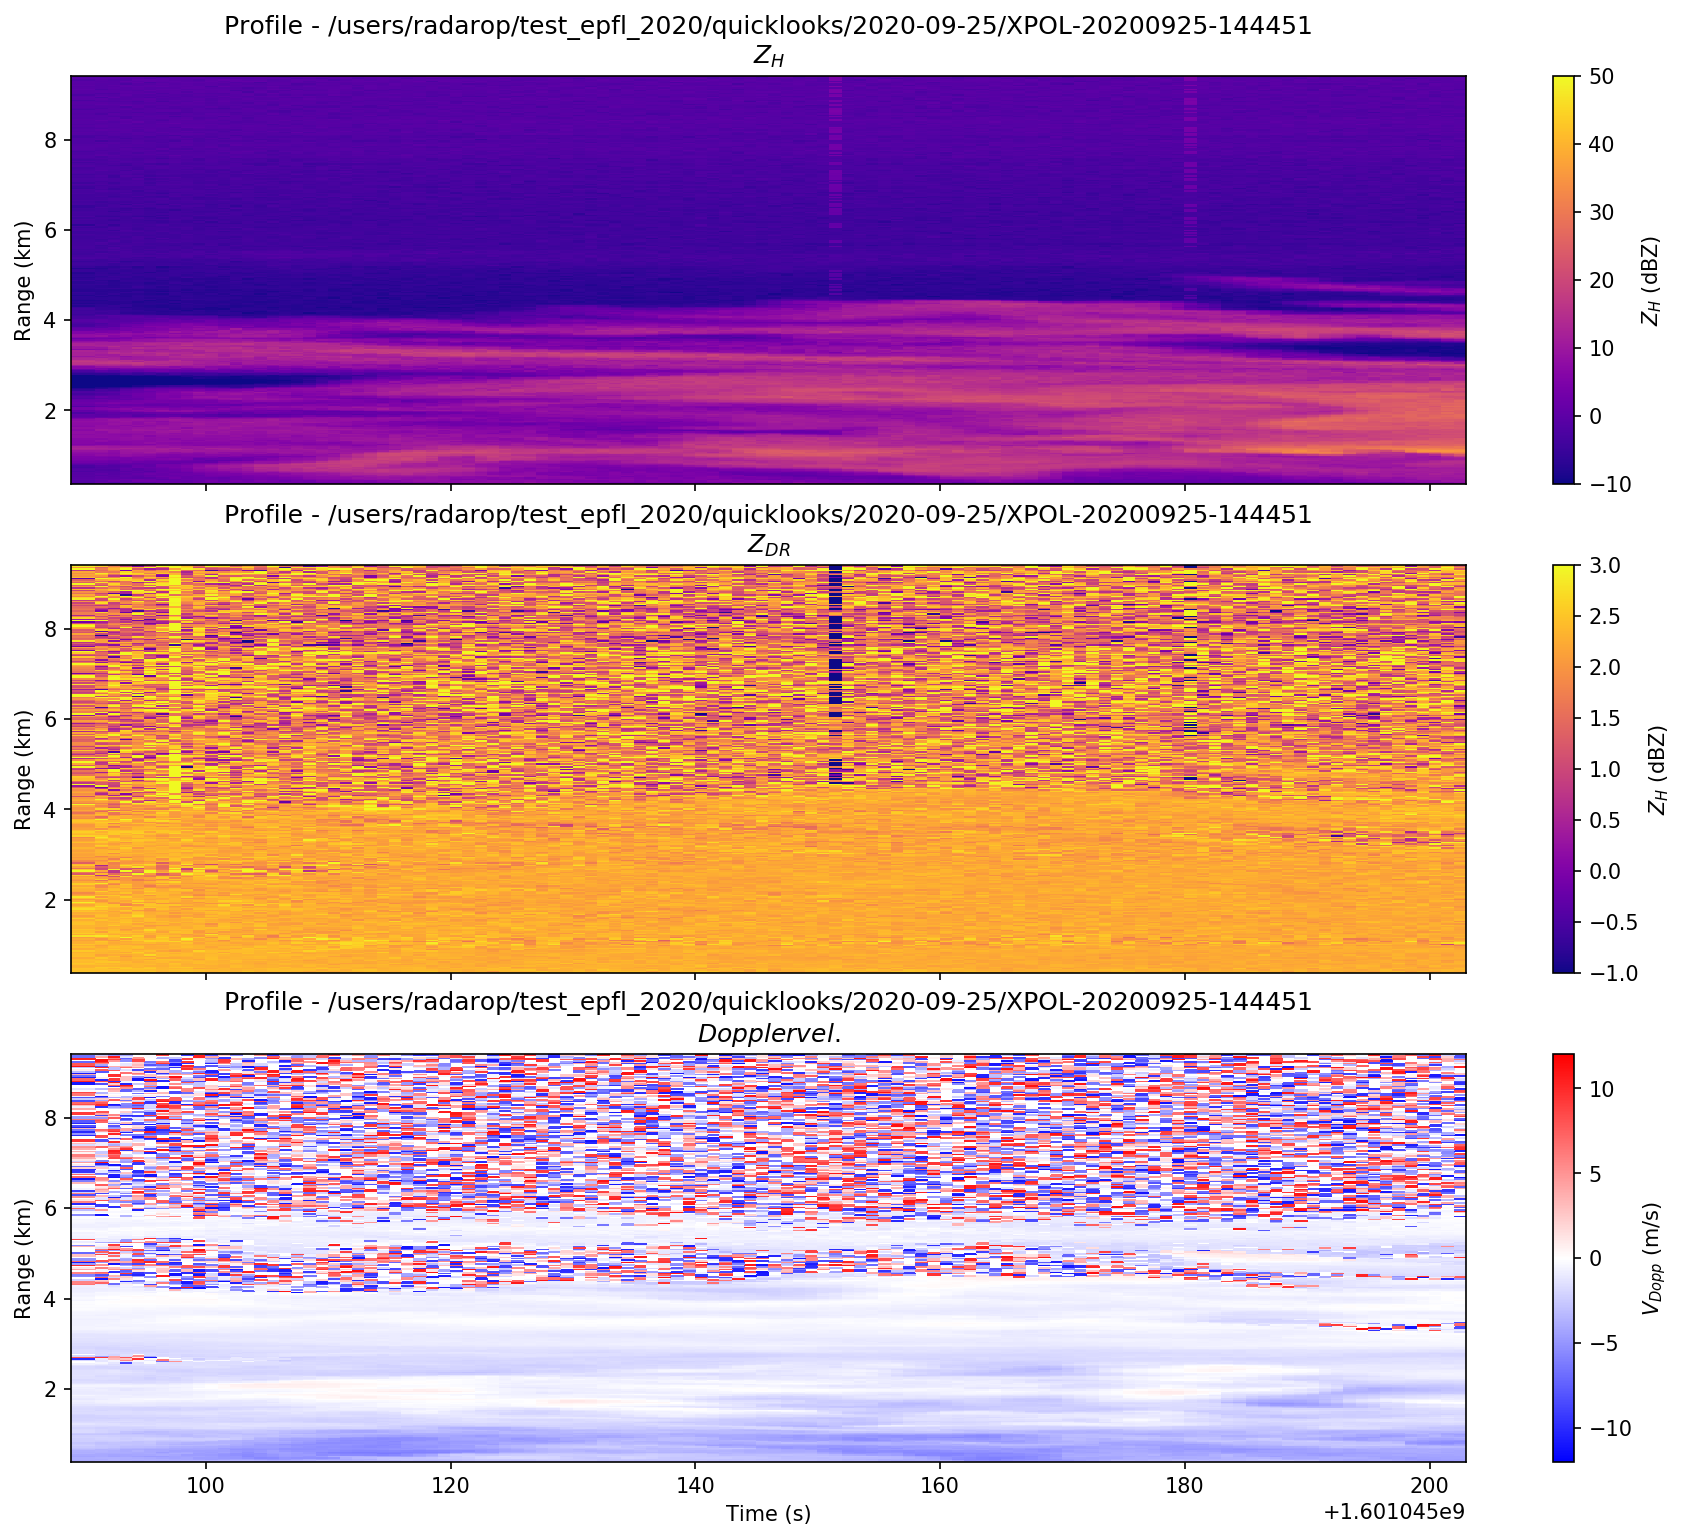 Profile - /users/radarop/test_epfl_2020/quicklooks/2020-09-25/XPOL-20200925-144451
Z_H
8
6
4
2
Range (km)
50
40
30
20
10
0
−10
Z_H (dBZ)
Profile - /users/radarop/test_epfl_2020/quicklooks/2020-09-25/XPOL-20200925-144451
Z_DR
8
6
4
2
Range (km)
3.0
2.5
2.0
1.5
1.0
0.5
0.0
−0.5
−1.0
Z_H (dBZ)
Profile - /users/radarop/test_epfl_2020/quicklooks/2020-09-25/XPOL-20200925-144451
Dopplervel.
8
6
4
2
Range (km)
10
5
0
−5
−10
V_Dopp (m/s)
100 120 140 160 180 200
Time (s)
+1.601045e9